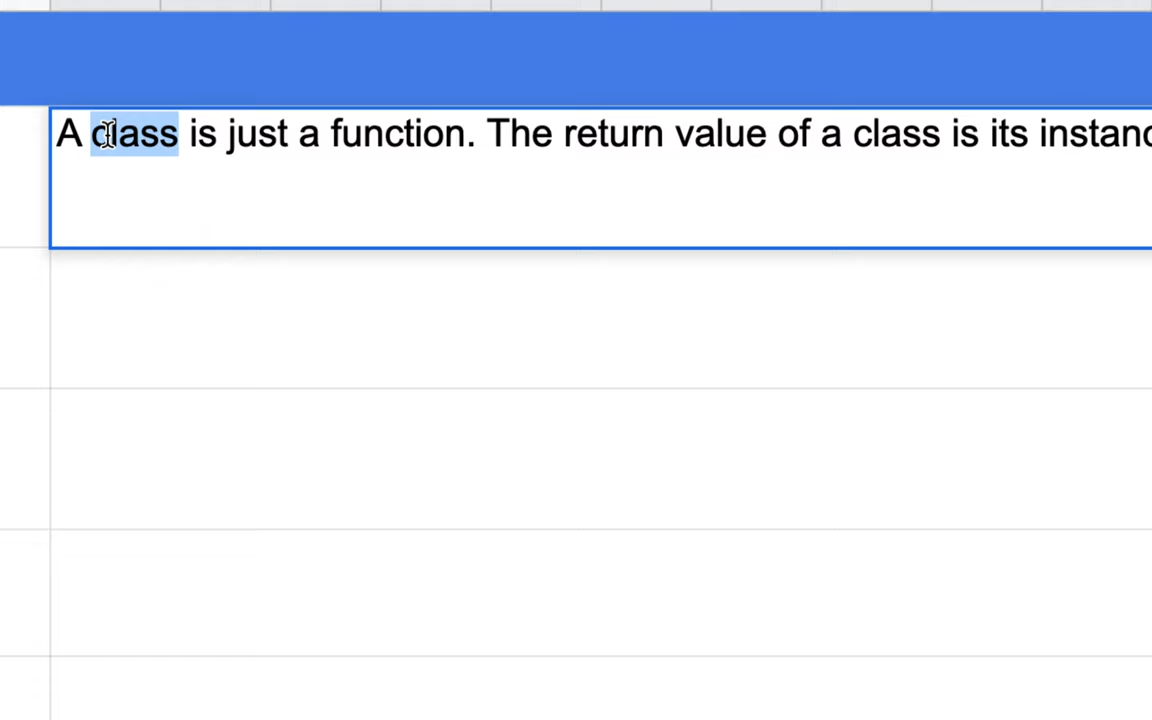 A class is just a function. The return value of a class is its